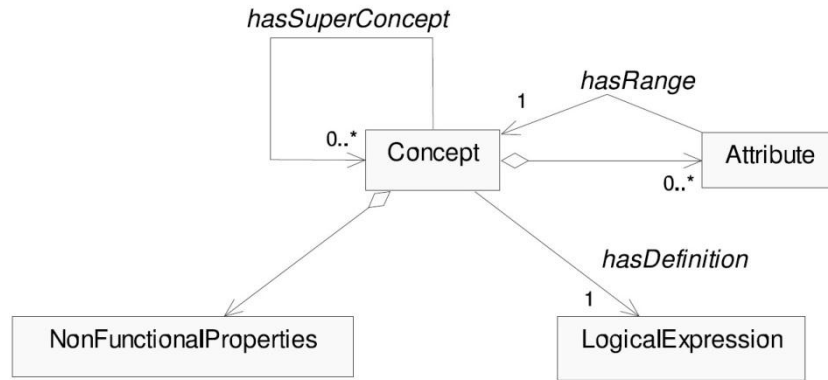 hasSuperConcept
hasRange
1
0..*
Concept
Attribute
0..*
hasDefinition
1
NonFunctionalProperties
LogicalExpression